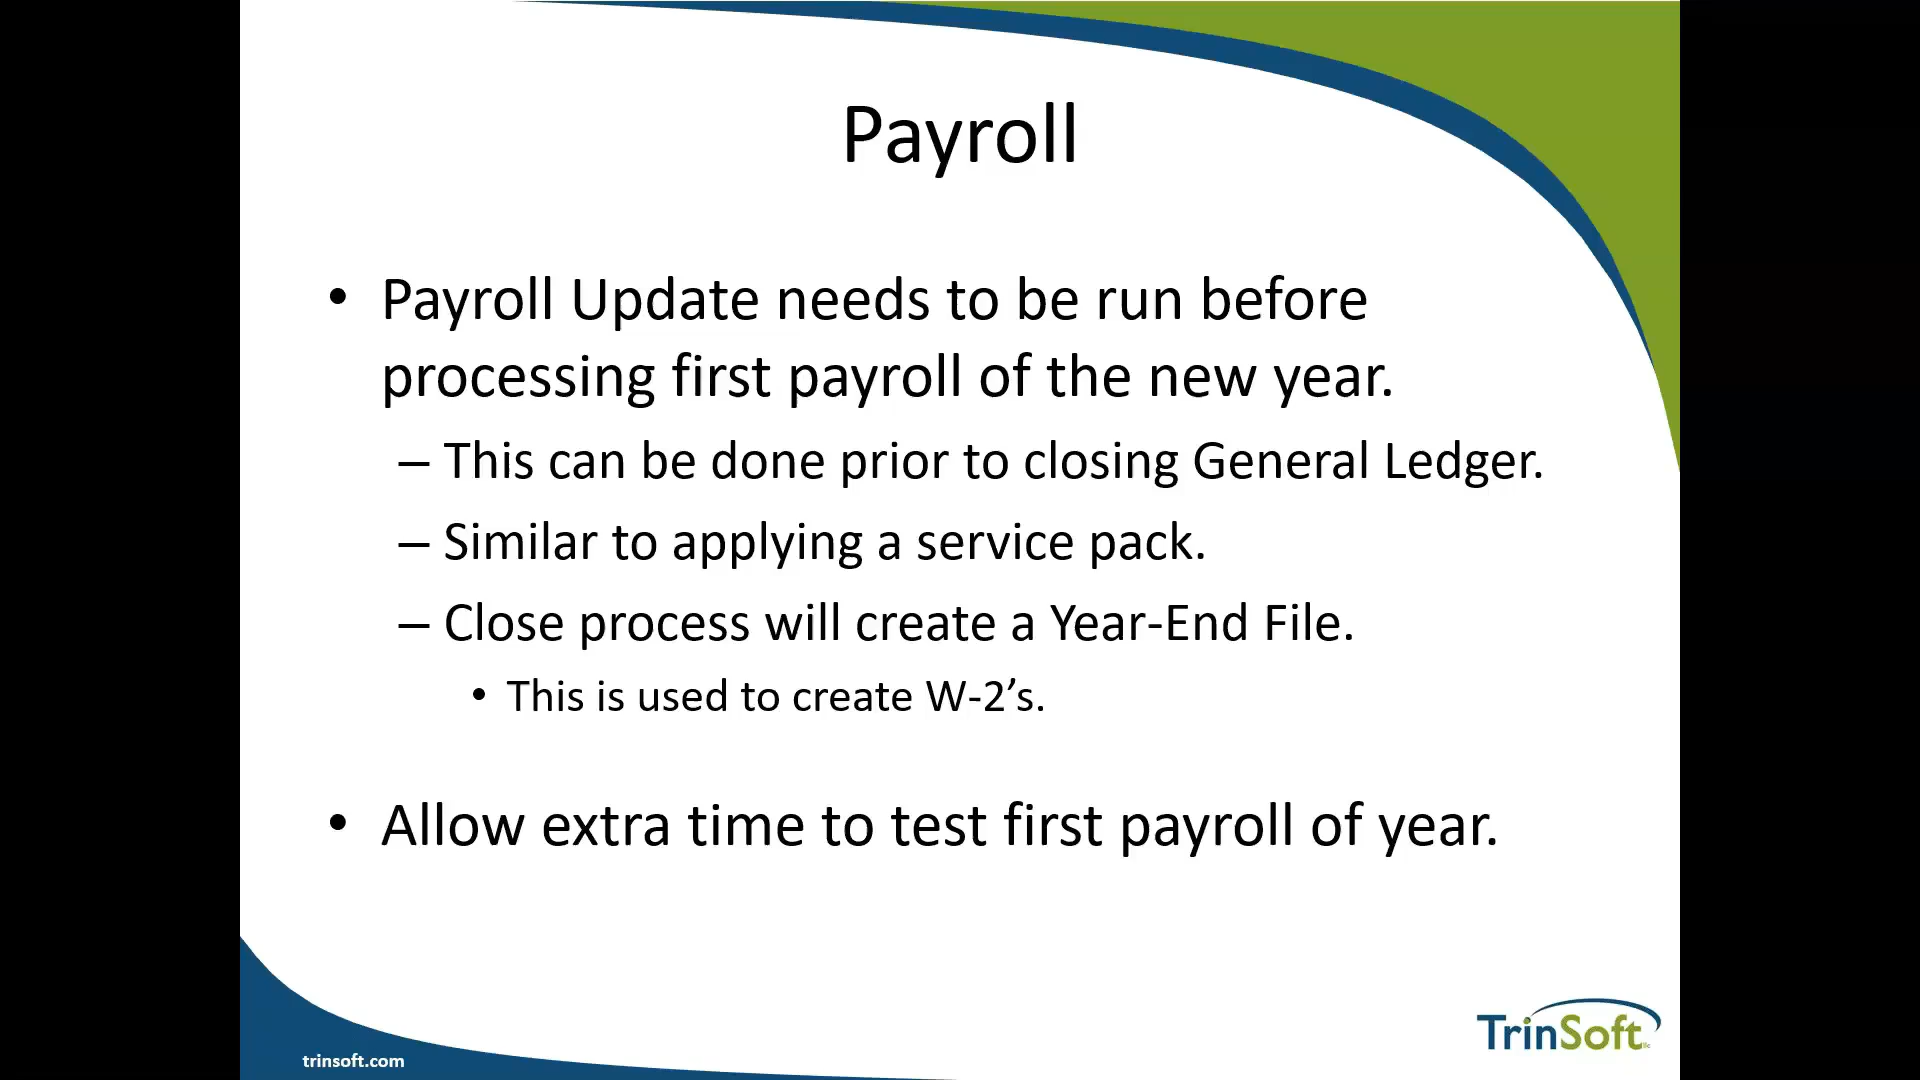 Payroll
• Payroll Update needs to be run before
processing first payroll of the new year.
– This can be done prior to closing General Ledger.
– Similar to applying a service pack.
– Close process will create a Year-End File.
• This is used to create W-2’s.
• Allow extra time to test first payroll of year.
trinsoft.com
TrinSoft llc